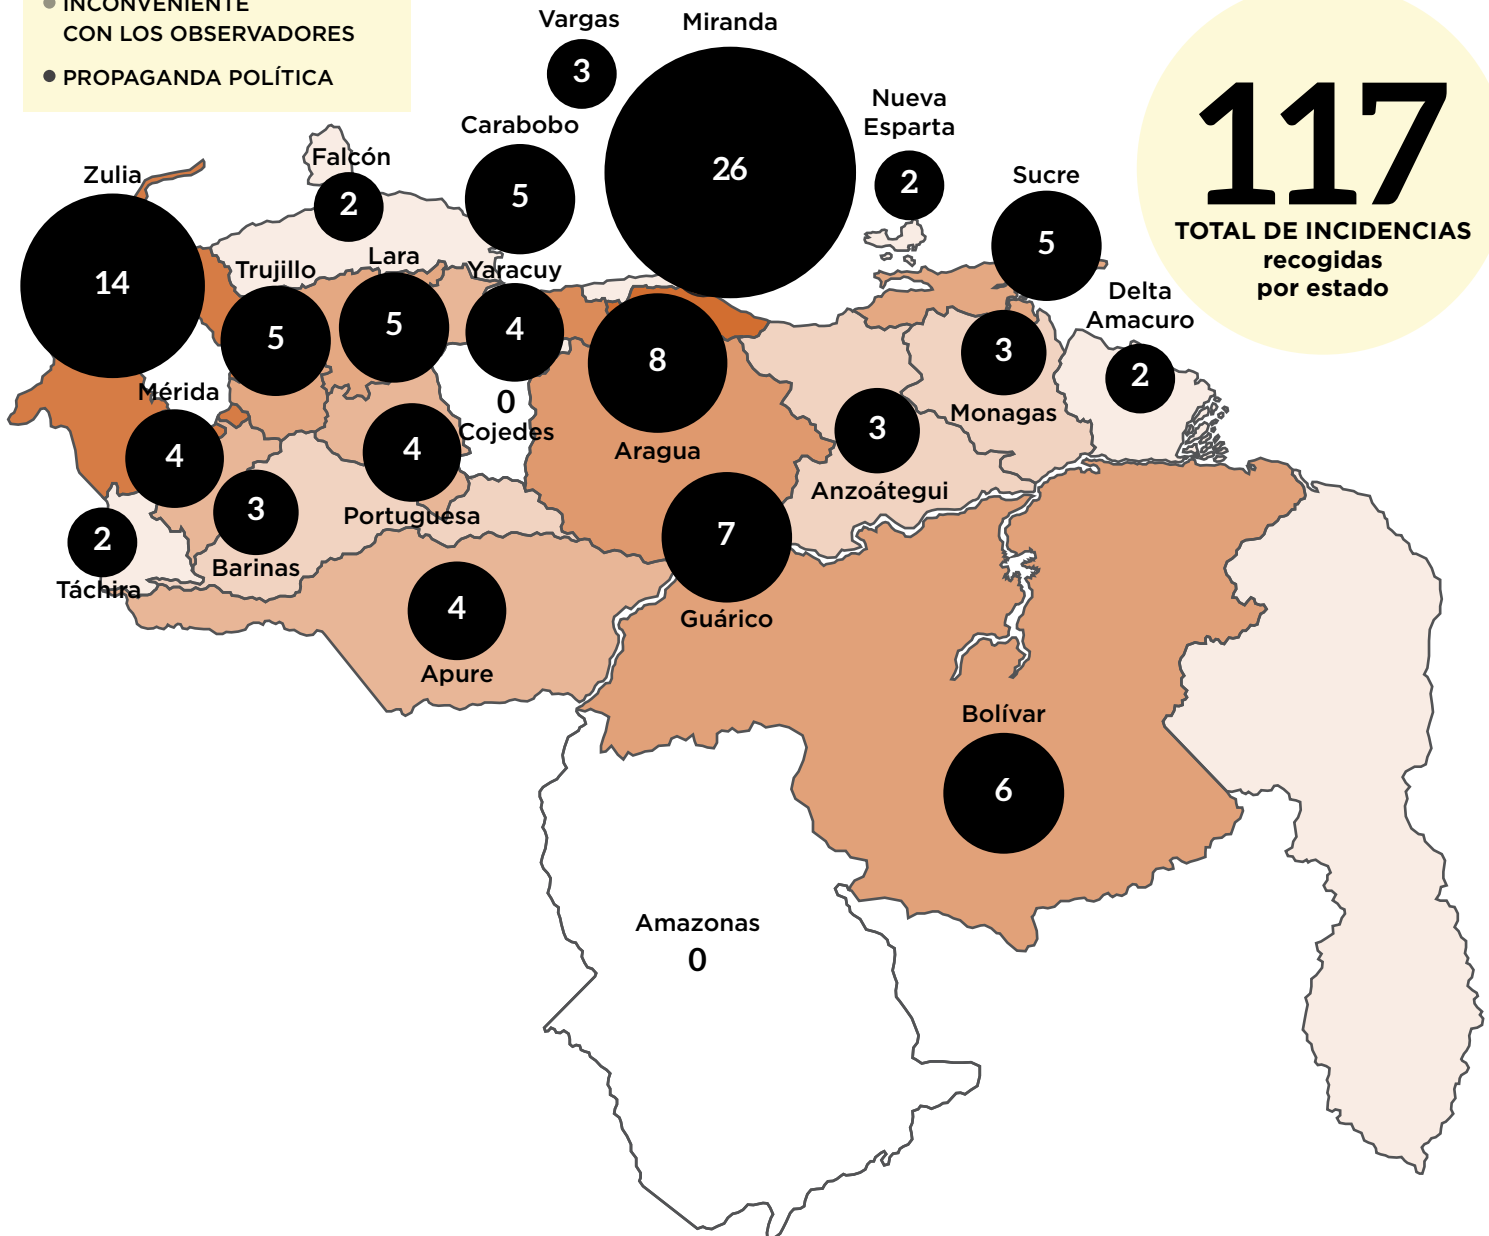 INCONVENIENTE
CON LOS OBSERVADORES
PROPAGANDA POLÍTICA
117
TOTAL DE INCIDENCIAS
recogidas
por estado
Vargas
3
Miranda
26
Nueva
Esparta
2
Carabobo
5
Falcón
2
Zulia
14
Sucre
5
Delta
Amacuro
2
Trujillo
5
Lara
5
Yaracuy
4
0
Cojedes
8
Aragua
3
Monagas
3
Anzoátegui
Mérida
4
4
Portuguesa
3
Barinas
2
Táchira
7
Guárico
4
Apure
Bolívar
6
Amazonas
0